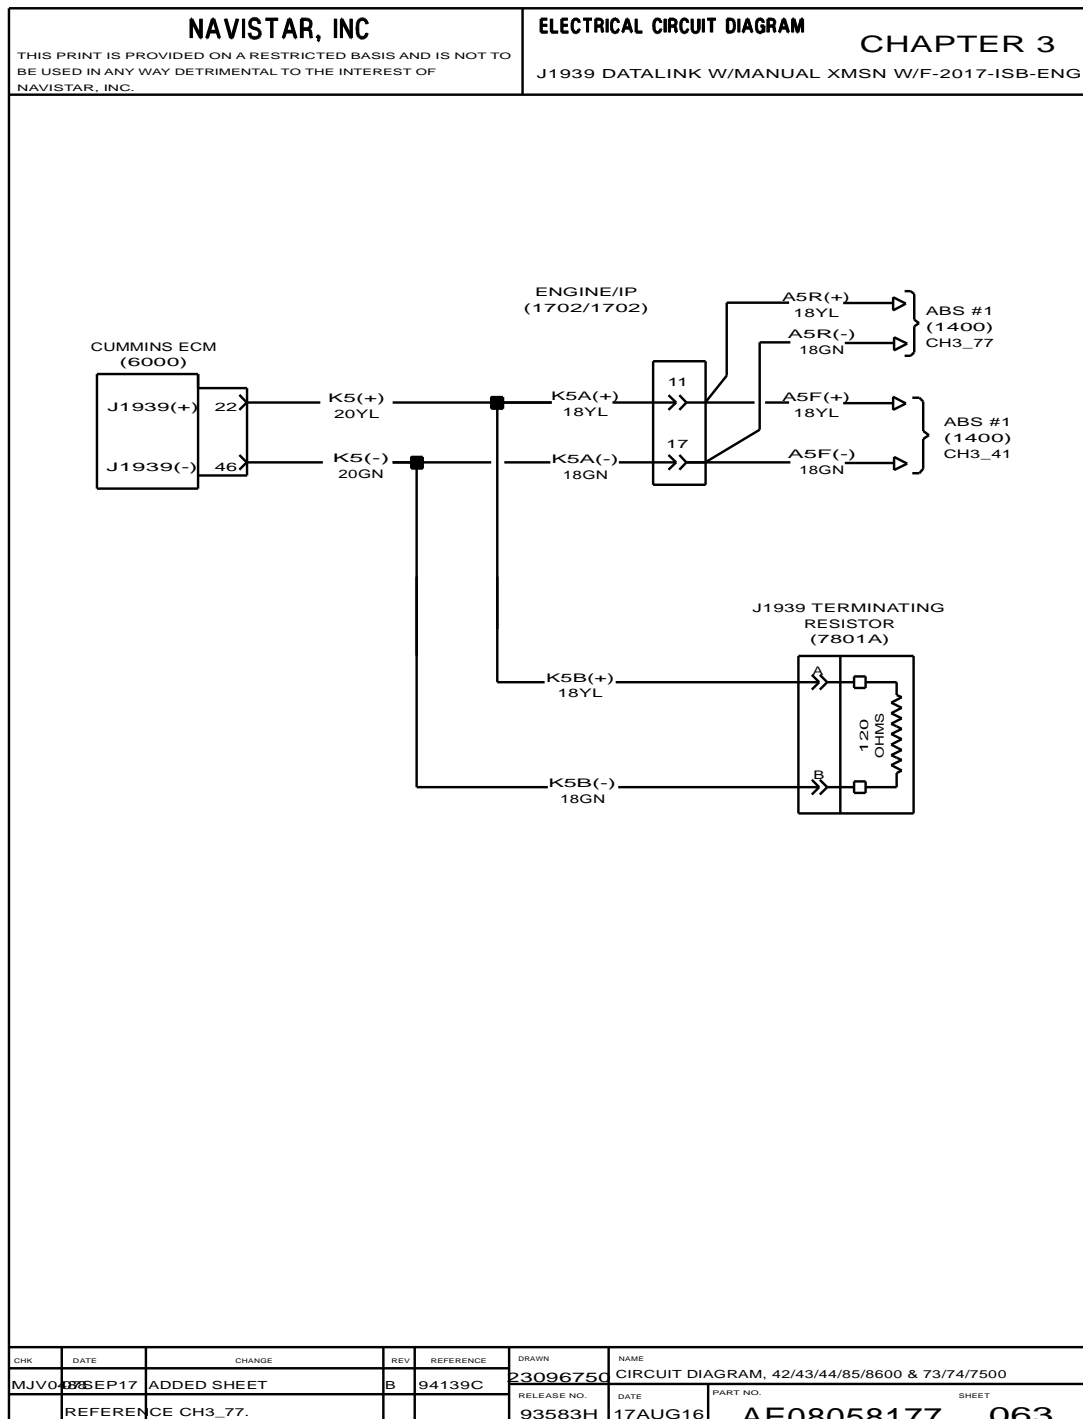 NAVISTAR, INC
THIS PRINT IS PROVIDED ON A RESTRICTED BASIS AND IS NOT TO
BE USED IN ANY WAY DETRIMENTAL TO THE INTEREST OF
NAVISTAR, INC.
ELECTRICAL CIRCUIT DIAGRAM
CHAPTER 3
J1939 DATALINK W/MANUAL XMSN W/F-2017-ISB-ENG
ENGINE/IP
(1702/1702)
A5R(+)
18YL
A5R(-)
18GN
ABS #1
(1400)
CH3_77
CUMMINS ECM
(6000)
J1939(+)
22
K5(+)
20YL
K5A(+)
18YL
11
A5F(+)
18YL
J1939(-)
46
K5(-)
20GN
K5A(-)
18GN
17
A5F(-)
18GN
ABS #1
(1400)
CH3_41
J1939 TERMINATING
RESISTOR
(7801A)
K5B(+)
18YL
A
120
OHMS
K5B(-)
18GN
B
CHK DATE CHANGE REV REFERENCE DRAWN NAME
ADDED SHEET B 94139C 23096750 CIRCUIT DIAGRAM, 42/43/44/85/8600 & 73/74/7500
RELEASE NO. DATE PART NO. SHEET
REFERENCE CH3_77. 93583H 17AUG16 AE08058177 063